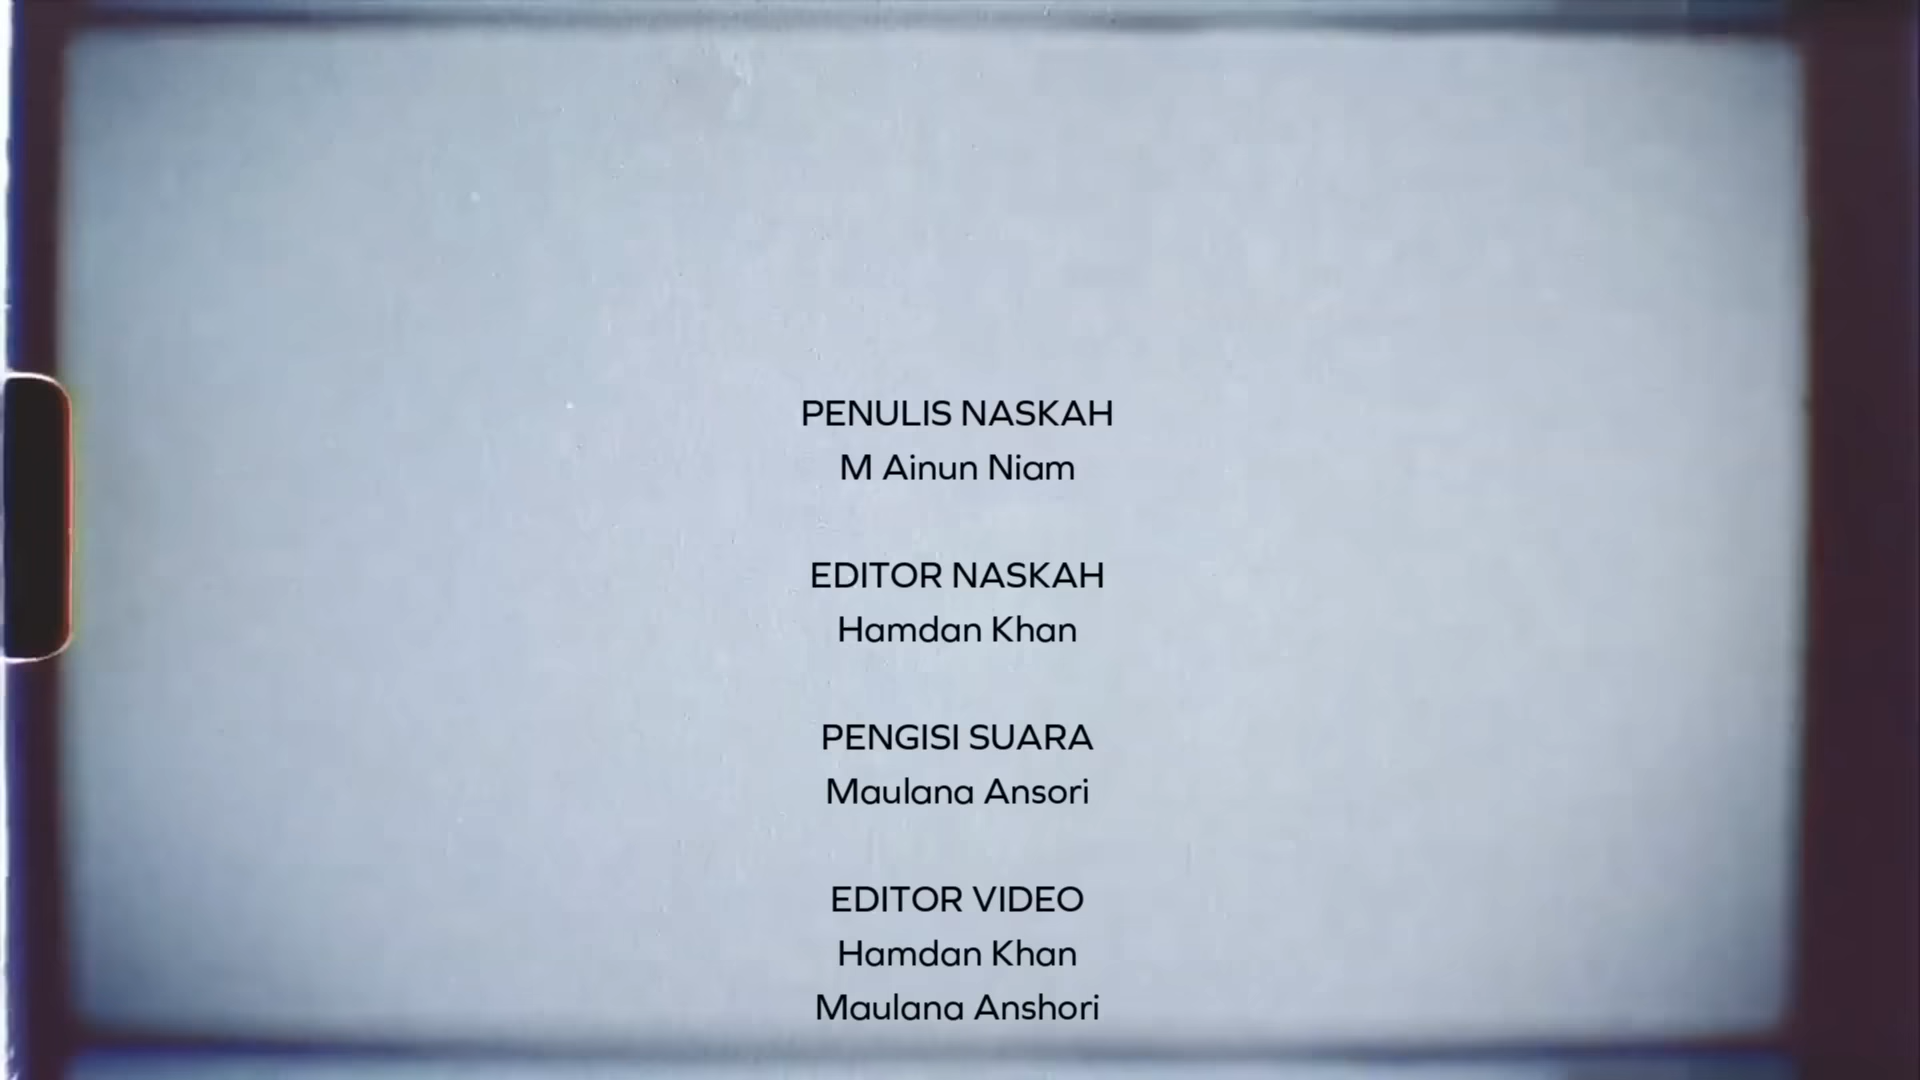 PENULIS NASKAH
M Ainun Niam
EDITOR NASKAH
Hamdan Khan
PENGISI SUARA
Maulana Ansori
EDITOR VIDEO
Hamdan Khan
Maulana Anshori